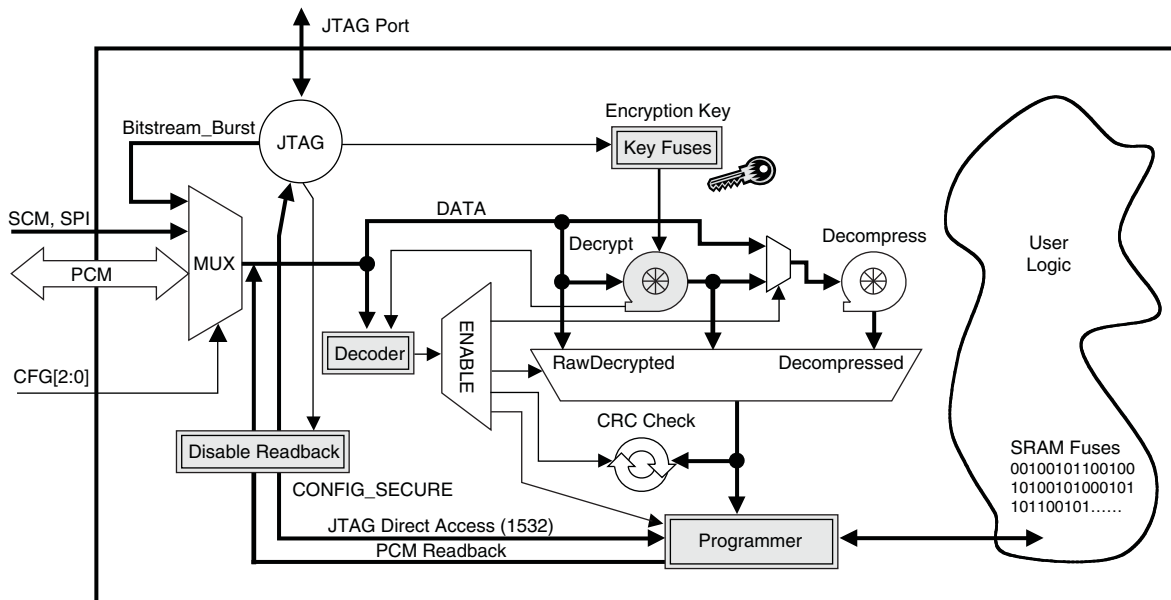 JTAG Port
Encryption Key
Bitstream_Burst
JTAG
Key Fuses
SCM, SPI
DATA
PCM
MUX
Decrypt
Decompress
User
Logic
ENABLE
Decoder
RawDecrypted
Decompressed
CFG[2:0]
CRC Check
Disable Readback
SRAM Fuses
00100101100100
10100101000101
101100101......
CONFIG_SECURE
JTAG Direct Access (1532)
PCM Readback
Programmer